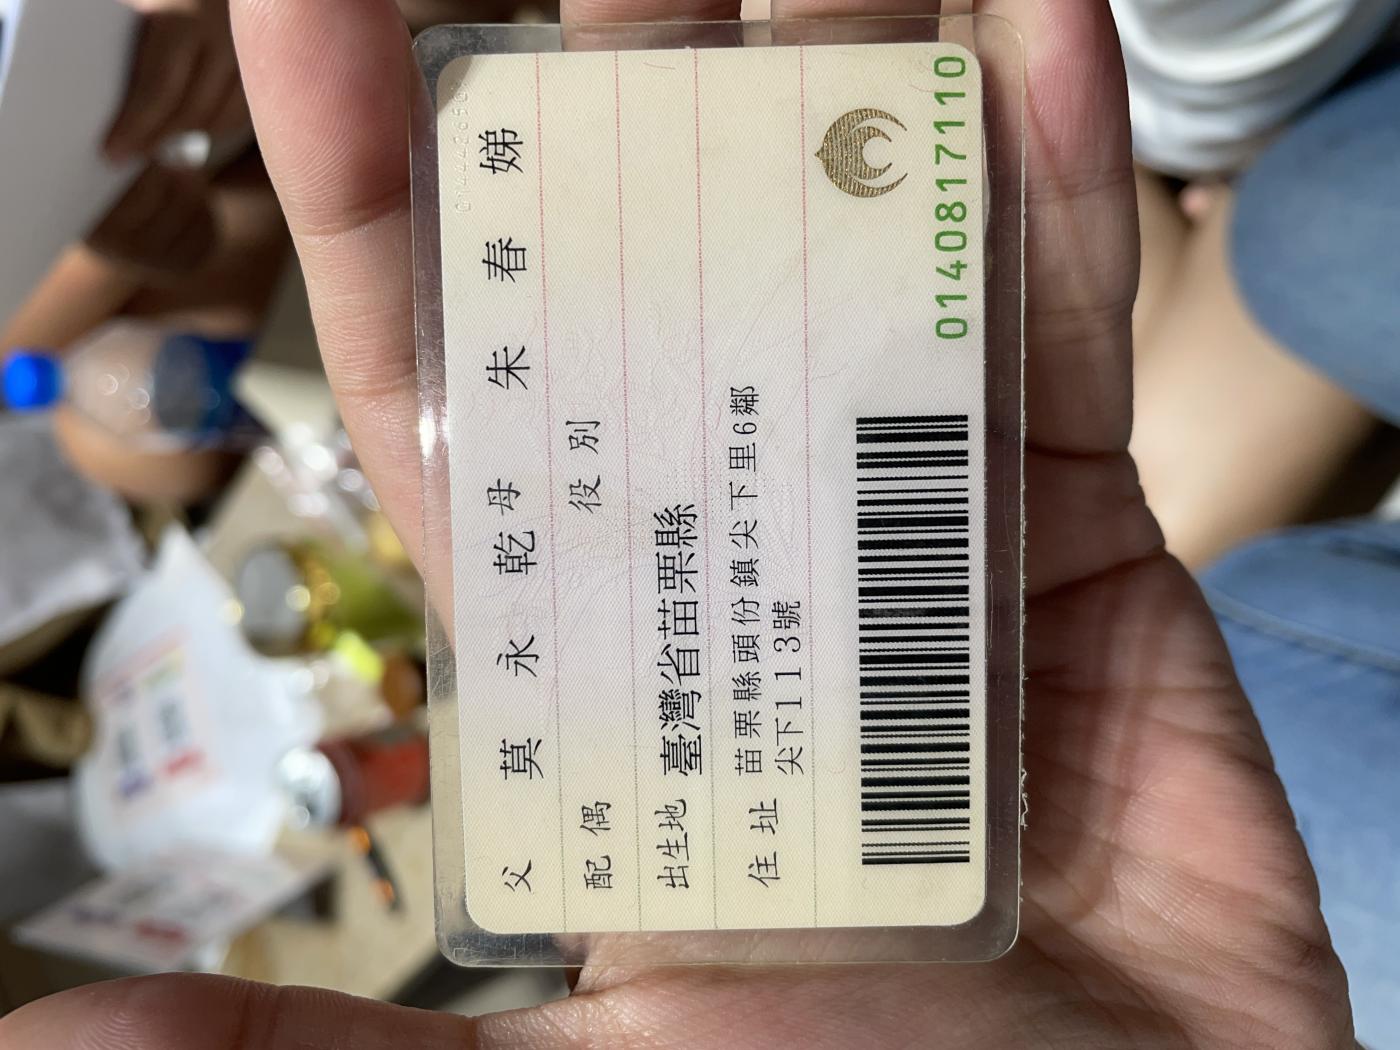 父 莫永乾 母 朱春娣
配偶 役別
出生地 臺灣省苗栗縣
住址 苗栗縣頭份鎮尖下里6鄰
尖下113號
0140817110